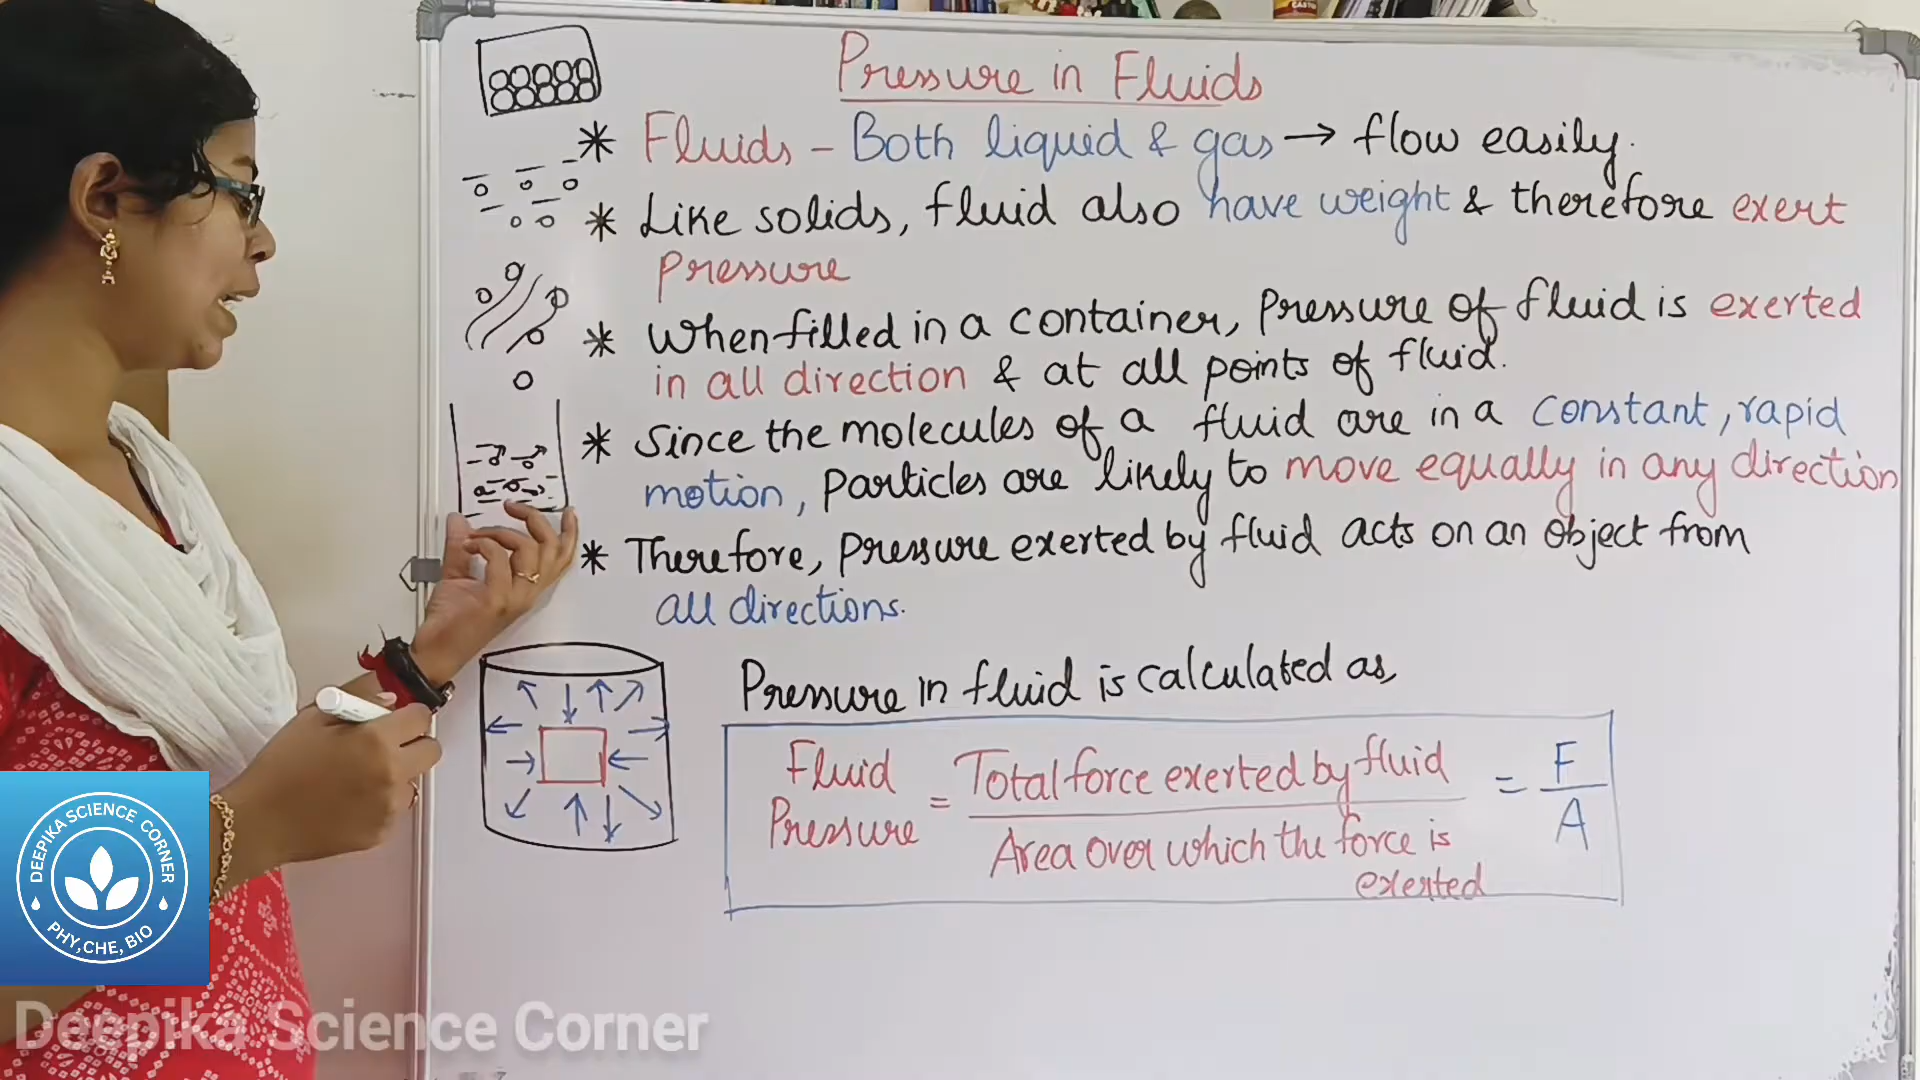 Pressure in Fluids
* Fluids - Both liquid & gas → flow easily.
* Like solids, fluid also have weight & therefore exert
Pressure
* When filled in a container, Pressure of fluid is exerted
in all direction & at all points of fluid.
* Since the molecules of a fluid are in a constant, rapid
motion, Particles are likely to move equally in any direction
* Therefore, Pressure exerted by fluid acts on an object from
all directions.
Pressure in fluid is calculated as,
Fluid Pressure = Total force exerted by fluid / Area over which the force is exerted = F / A
DEEPIKA SCIENCE CORNER
PHY,CHE, BIO
Deepika Science Corner